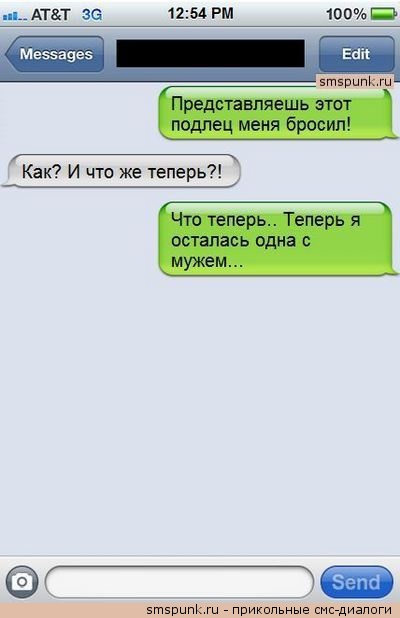 AT&T 3G 12:54 PM 100%
Messages Edit
smspunk.ru
Представляешь этот
подлец меня бросил!
Как? И что же теперь?!
Что теперь.. Теперь я
осталась одна с
мужем...
Send
smspunk.ru - прикольные смс-диалоги